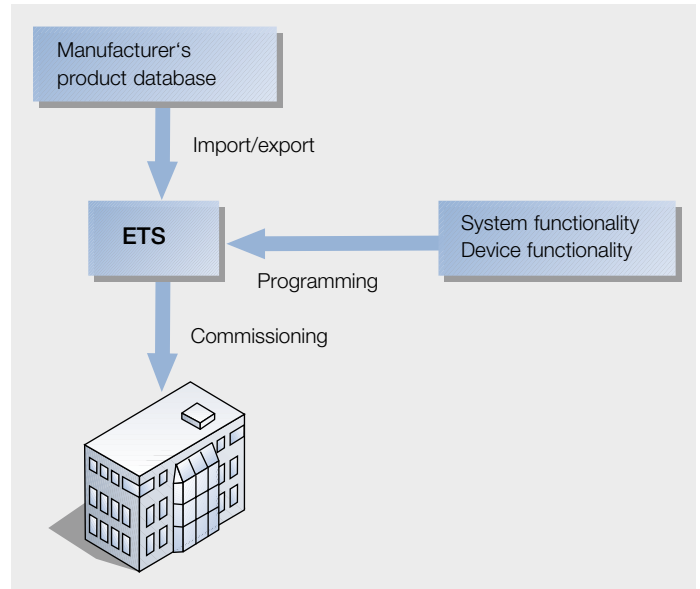 Manufacturer‘s
product database
Import/export
ETS
System functionality
Device functionality
Programming
Commissioning